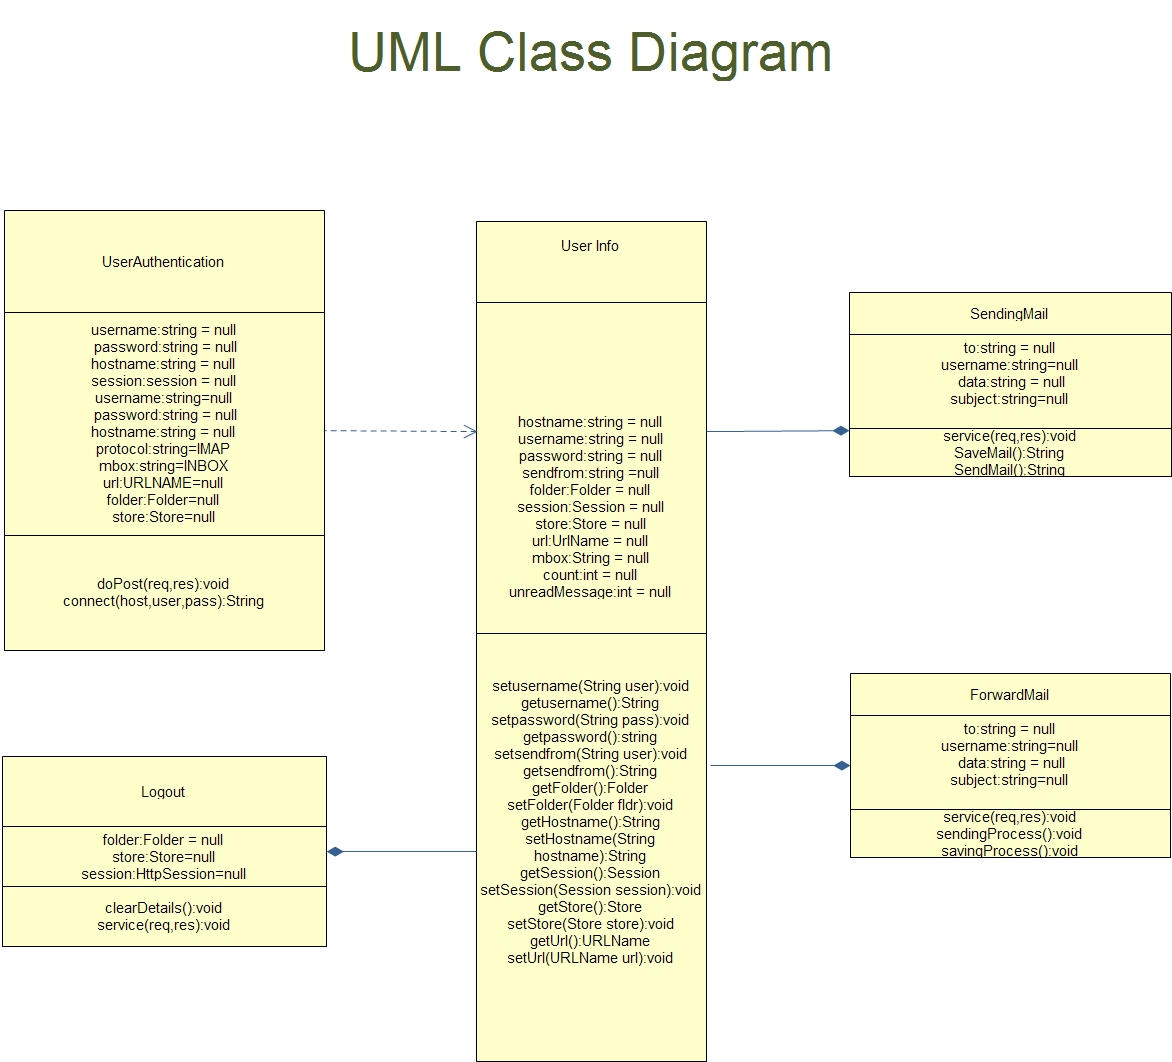 UML Class Diagram
UserAuthentication
username:string = null
password:string = null
hostname:string = null
session:session = null
username:string=null
password:string = null
hostname:string = null
protocol:string=IMAP
mbox:string=INBOX
url:URLNAME=null
folder:Folder=null
store:Store=null
doPost(req,res):void
connect(host,user,pass):String
User Info
hostname:string = null
username:string = null
password:string = null
sendfrom:string =null
folder:Folder = null
session:Session = null
store:Store = null
url:UrlName = null
mbox:String = null
count:int = null
unreadMessage:int = null
setusername(String user):void
getusername():String
setpassword(String pass):void
getpassword():string
setsendfrom(String user):void
getsendfrom():String
getFolder():Folder
setFolder(Folder fldr):void
getHostname():String
setHostname(String
hostname):String
getSession():Session
setSession(Session session):void
getStore():Store
setStore(Store store):void
getUrl():URLName
setUrl(URLName url):void
SendingMail
to:string = null
username:string=null
data:string = null
subject:string=null
service(req,res):void
SaveMail():String
SendMail():String
ForwardMail
to:string = null
username:string=null
data:string = null
subject:string=null
service(req,res):void
sendingProcess():void
savingProcess():void
Logout
folder:Folder = null
store:Store=null
session:HttpSession=null
clearDetails():void
service(req,res):void